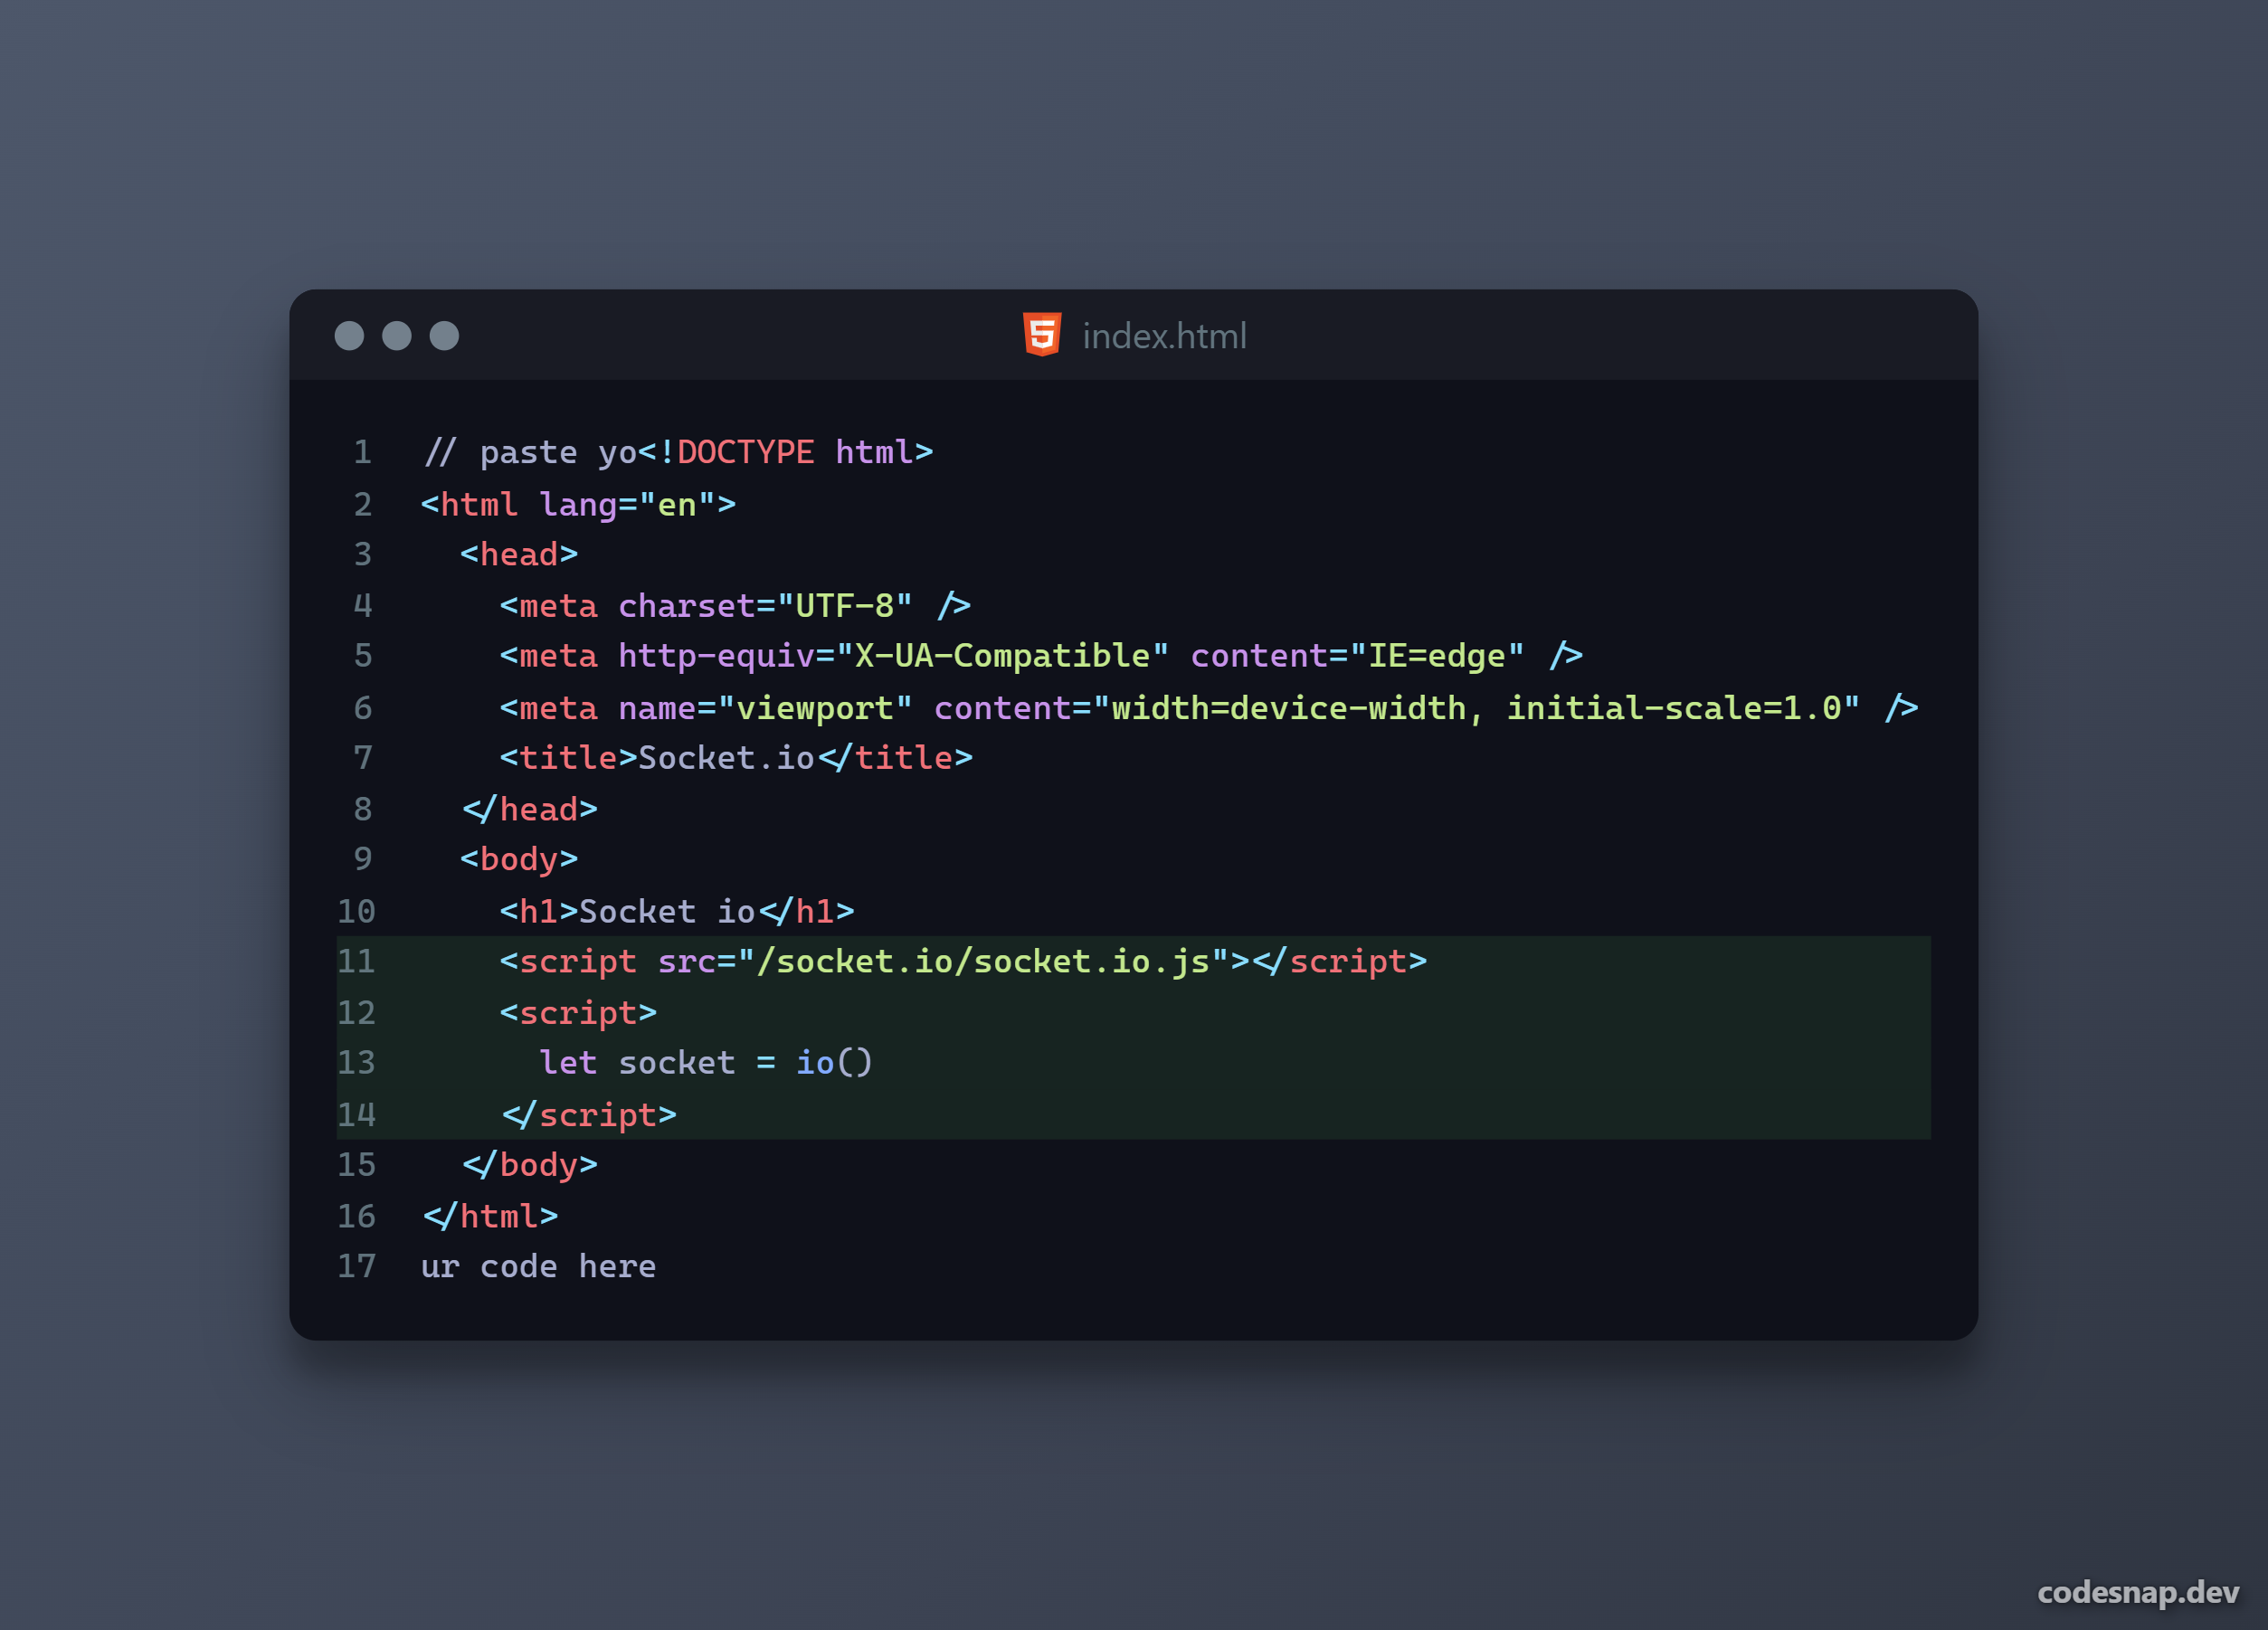 index.html
1 // paste yo<!DOCTYPE html>
2 <html lang="en">
3   <head>
4     <meta charset="UTF-8" />
5     <meta http-equiv="X-UA-Compatible" content="IE=edge" />
6     <meta name="viewport" content="width=device-width, initial-scale=1.0" />
7     <title>Socket.io</title>
8   </head>
9   <body>
10     <h1>Socket io</h1>
11     <script src="/socket.io/socket.io.js"></script>
12     <script>
13       let socket = io()
14     </script>
15   </body>
16 </html>
17 ur code here
codesnap.dev